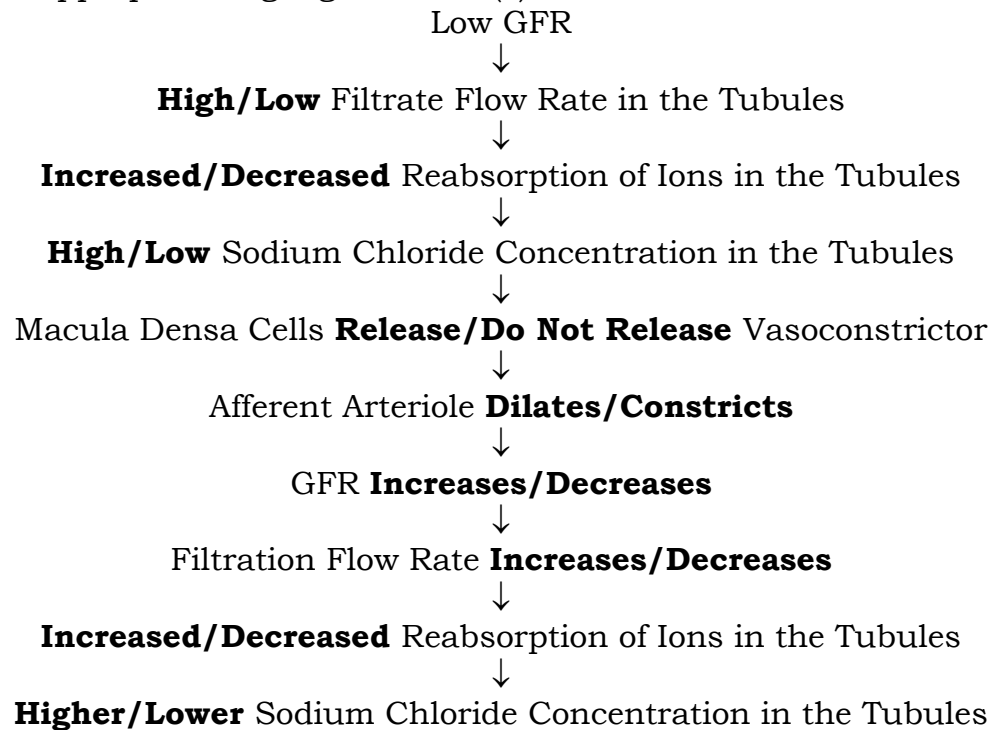 Low GFR
↓
High/Low Filtrate Flow Rate in the Tubules
↓
Increased/Decreased Reabsorption of Ions in the Tubules
↓
High/Low Sodium Chloride Concentration in the Tubules
↓
Macula Densa Cells Release/Do Not Release Vasoconstrictor
↓
Afferent Arteriole Dilates/Constricts
↓
GFR Increases/Decreases
↓
Filtration Flow Rate Increases/Decreases
↓
Increased/Decreased Reabsorption of Ions in the Tubules
↓
Higher/Lower Sodium Chloride Concentration in the Tubules